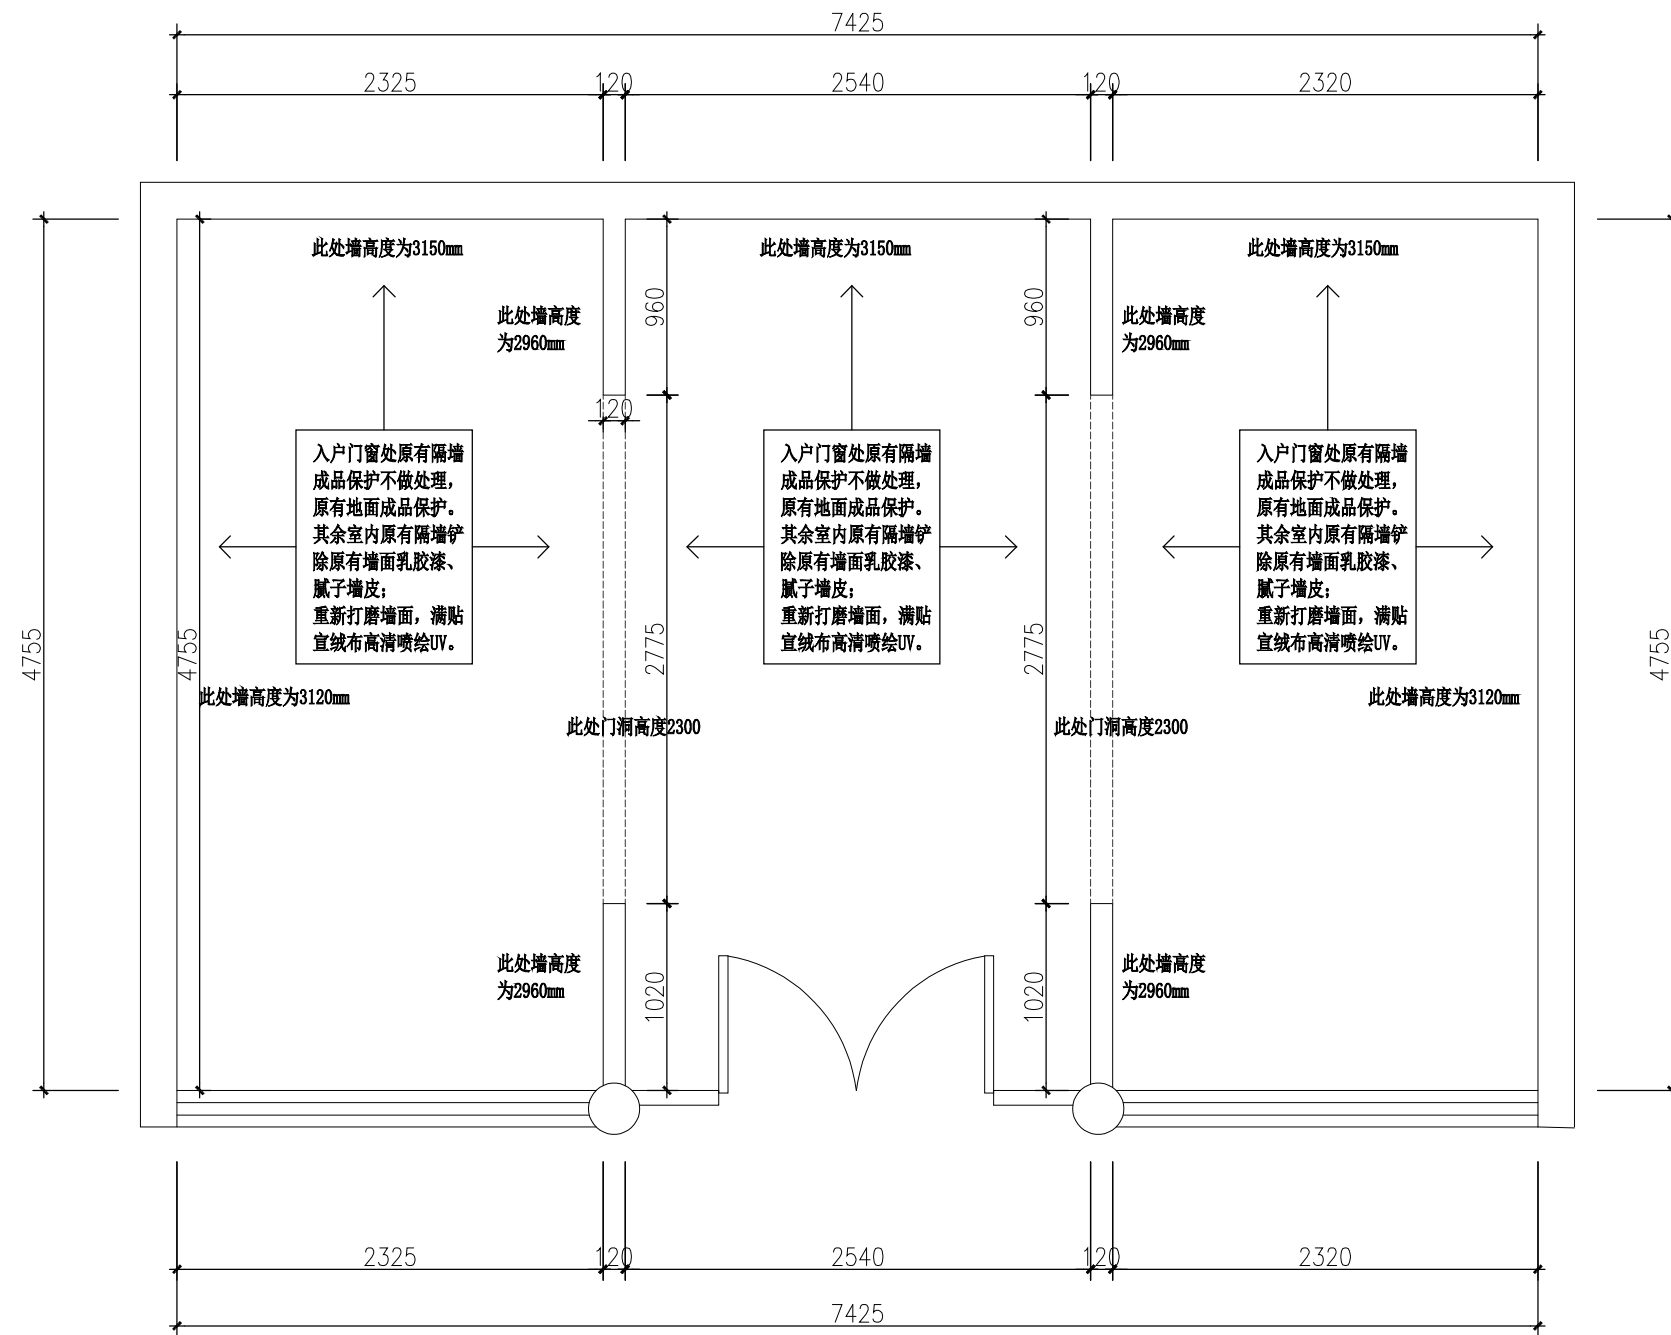 7425
2325
120
2540
120
2320
此处墙高度为3150mm
此处墙高度为3150mm
此处墙高度为3150mm
此处墙高度
为2960mm
960
960
此处墙高度
为2960mm
120
入户门窗处原有隔墙
成品保护不做处理，
原有地面成品保护。
其余室内原有隔墙铲
除原有墙面乳胶漆、
腻子墙皮；
重新打磨墙面，满贴
宣绒布高清喷绘UV。
入户门窗处原有隔墙
成品保护不做处理，
原有地面成品保护。
其余室内原有隔墙铲
除原有墙面乳胶漆、
腻子墙皮；
重新打磨墙面，满贴
宣绒布高清喷绘UV。
入户门窗处原有隔墙
成品保护不做处理，
原有地面成品保护。
其余室内原有隔墙铲
除原有墙面乳胶漆、
腻子墙皮；
重新打磨墙面，满贴
宣绒布高清喷绘UV。
4755
4755
2775
2775
4755
此处墙高度为3120mm
此处墙高度为3120mm
此处门洞高度2300
此处门洞高度2300
此处墙高度
为2960mm
1020
1020
此处墙高度
为2960mm
2325
120
2540
120
2320
7425